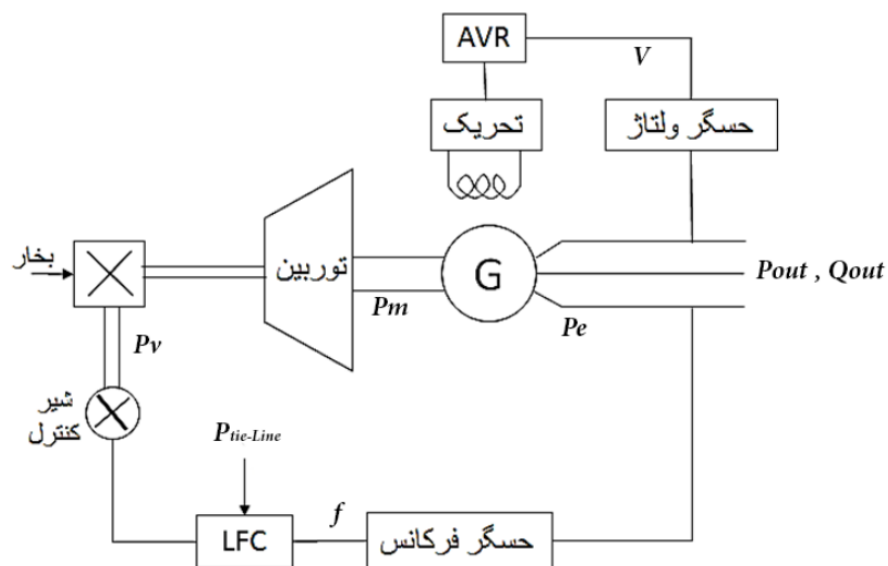 AVR
V
تحریک
حسگر ولتاژ
بخار
توربین
G
Pout , Qout
Pm
Pe
Pv
شیر
کنترل
Ptie-Line
f
LFC
حسگر فرکانس